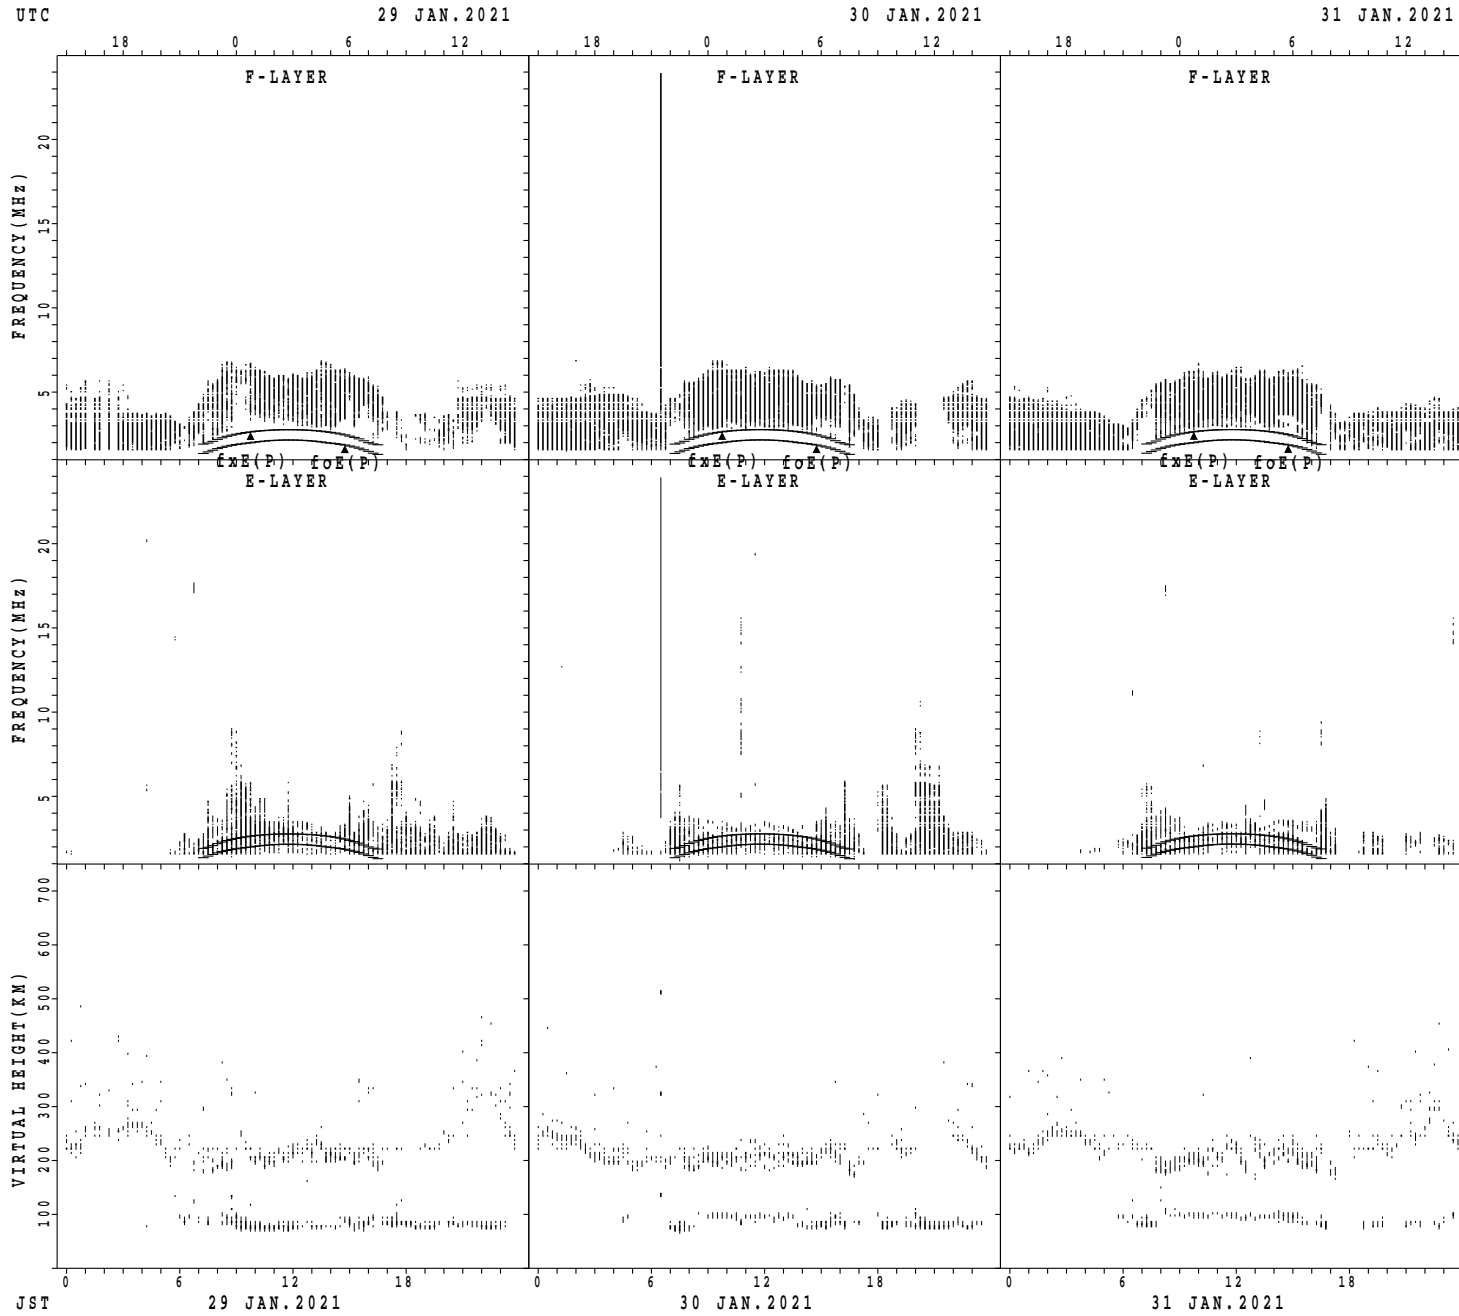 UTC 29 JAN.2021 30 JAN.2021 31 JAN.2021
18 0 6 12 18 0 6 12 18 0 6 12
F-LAYER F-LAYER F-LAYER
FREQUENCY(MHz)
20
15
10
5
fxE(P) foE(P) fxE(P) foE(P) fxE(P) foE(P)
E-LAYER E-LAYER E-LAYER
FREQUENCY(MHz)
20
15
10
5
VIRTUAL HEIGHT(KM)
700
600
500
400
300
200
100
0 6 12 18 0 6 12 18 0 6 12 18
JST 29 JAN.2021 30 JAN.2021 31 JAN.2021